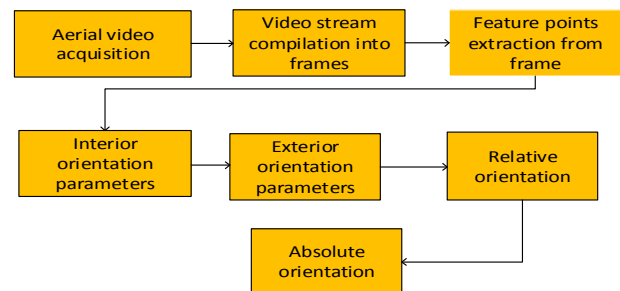 Aerial video
acquisition
Video stream
compilation into
frames
Feature points
extraction from
frame
Interior
orientation
parameters
Exterior
orientation
parameters
Relative
orientation
Absolute
orientation